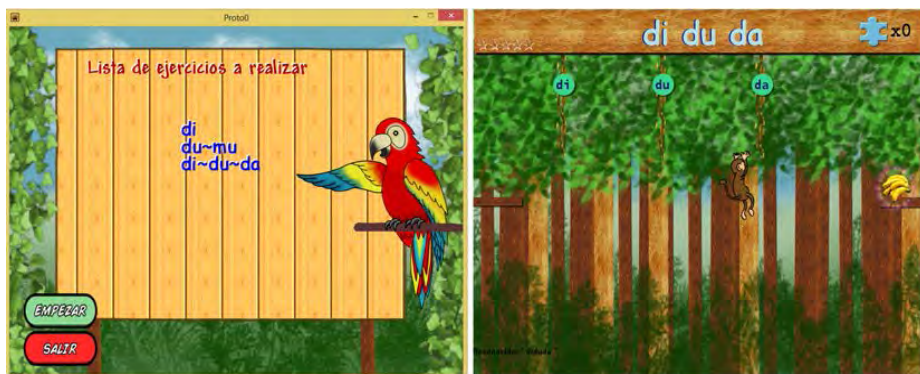 Proto0
Lista de ejercicios a realizar
di
du~mu
di~du~da
EMPEZAR
SALIR
di du da
x0
di
du
da